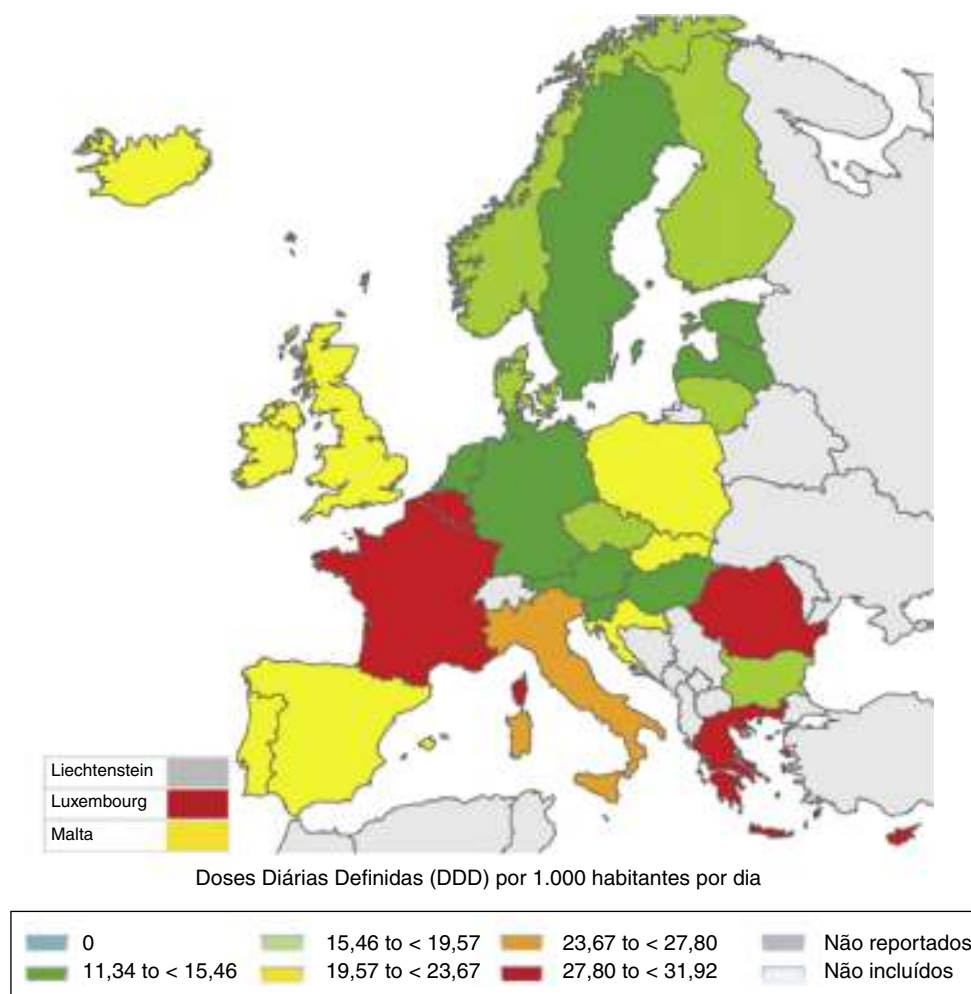 Liechtenstein
Luxembourg
Malta
Doses Diárias Definidas (DDD) por 1.000 habitantes por dia
0 15,46 to < 19,57 23,67 to < 27,80 Não reportados
11,34 to < 15,46 19,57 to < 23,67 27,80 to < 31,92 Não incluídos